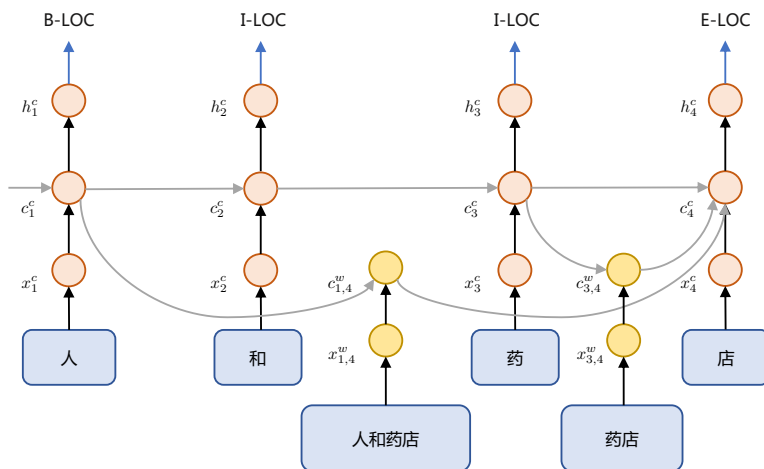 B-LOC I-LOC I-LOC E-LOC
h_1^c h_2^c h_3^c h_4^c
c_1^c c_2^c c_3^c c_4^c
x_1^c x_2^c c_{1,4}^w x_3^c c_{3,4}^w x_4^c
人 和 x_{1,4}^w 药 x_{3,4}^w 店
人和药店 药店